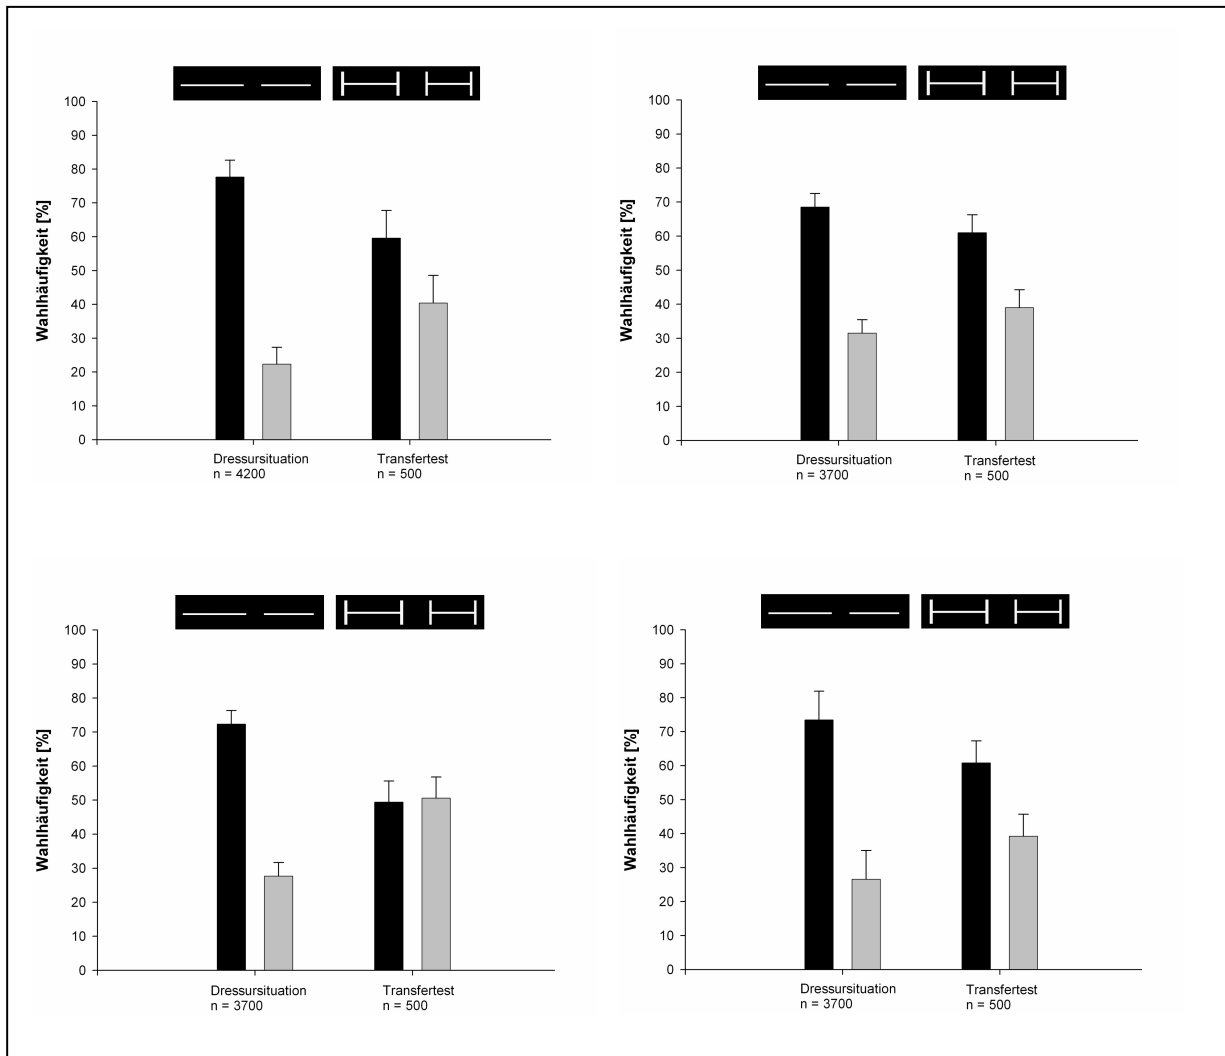 Wahlhäufigkeit [%]
100
90
80
70
60
50
40
30
20
10
0
Dressursituation
n = 4200
Transfertest
n = 500
Wahlhäufigkeit [%]
100
90
80
70
60
50
40
30
20
10
0
Dressursituation
n = 3700
Transfertest
n = 500
Wahlhäufigkeit [%]
100
90
80
70
60
50
40
30
20
10
0
Dressursituation
n = 3700
Transfertest
n = 500
Wahlhäufigkeit [%]
100
90
80
70
60
50
40
30
20
10
0
Dressursituation
n = 3700
Transfertest
n = 500